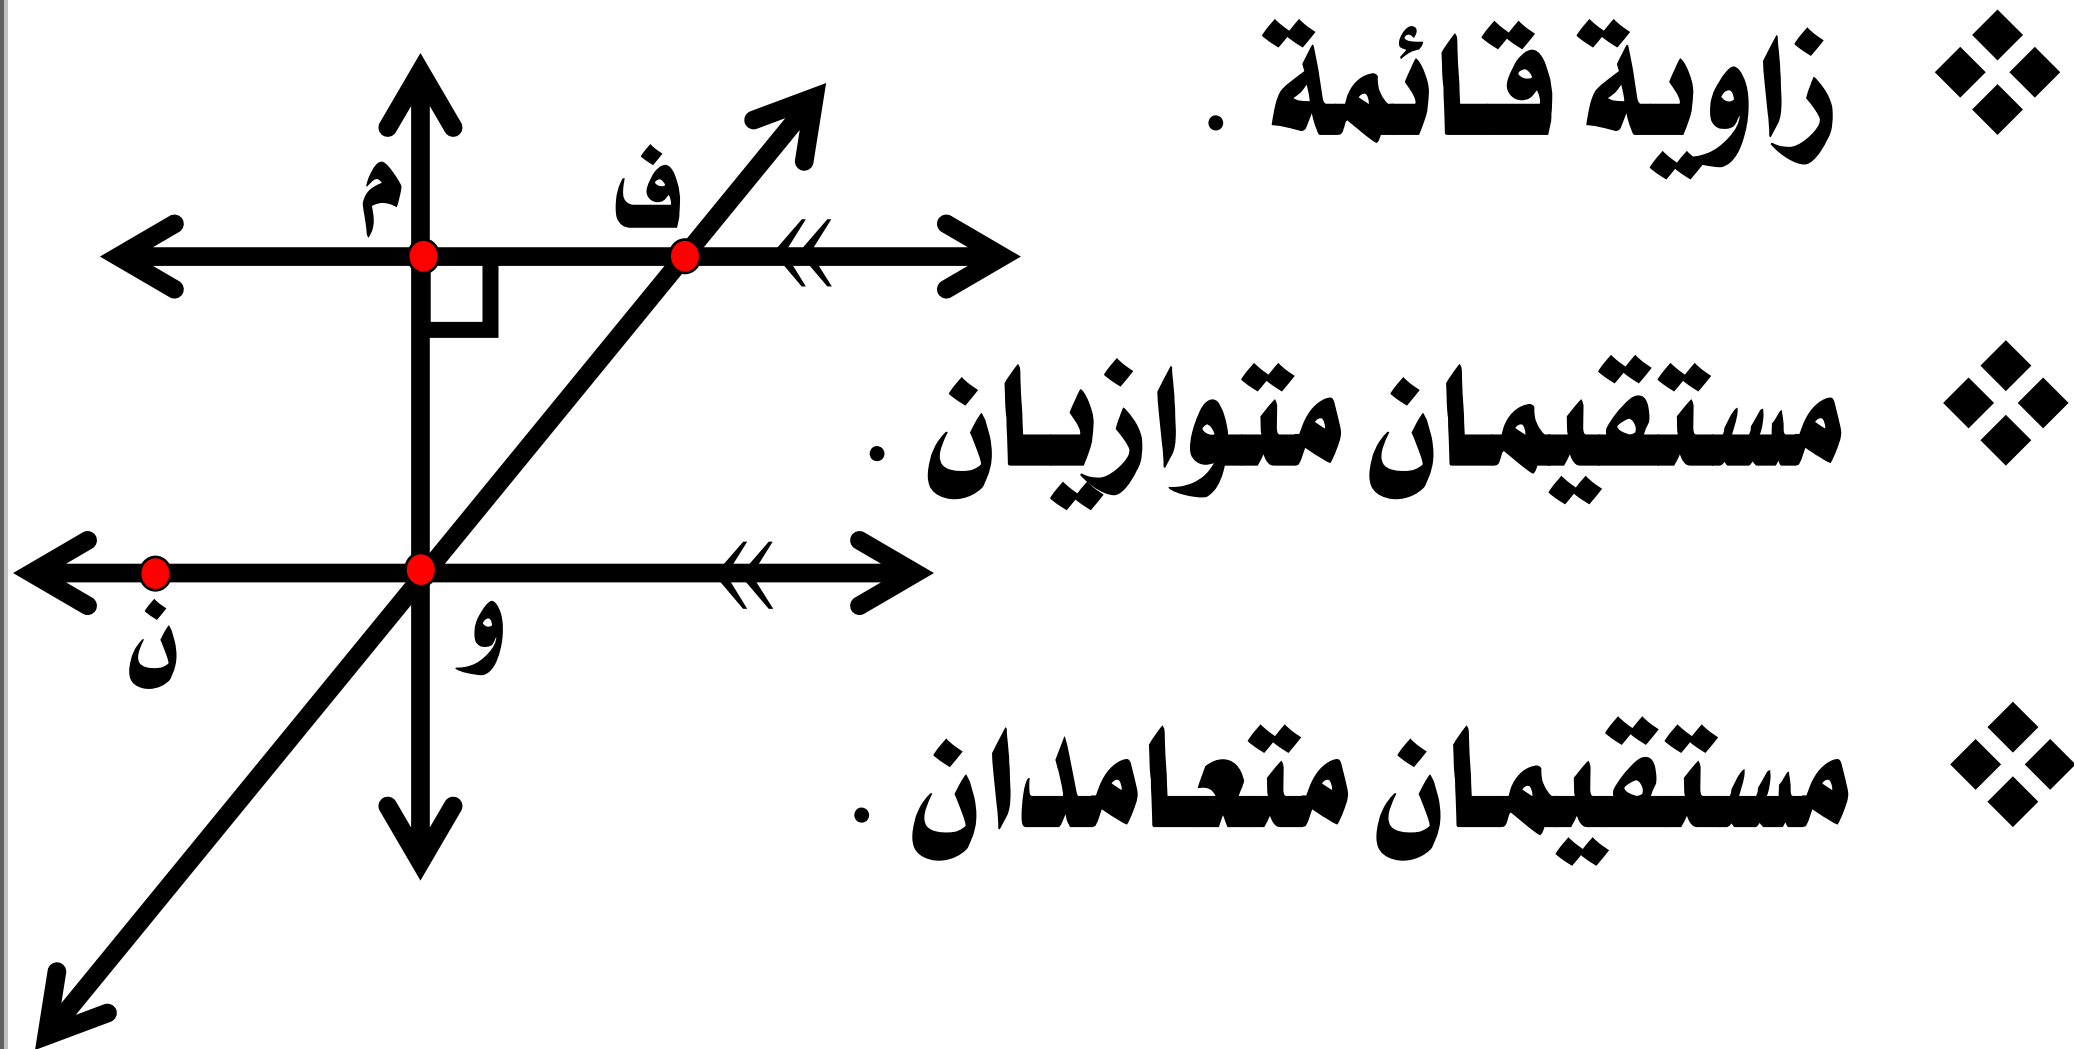 زاوية قائمة .
م
ف
مستقيمان متوازيان .
ن
و
مستقيمان متعامدان .